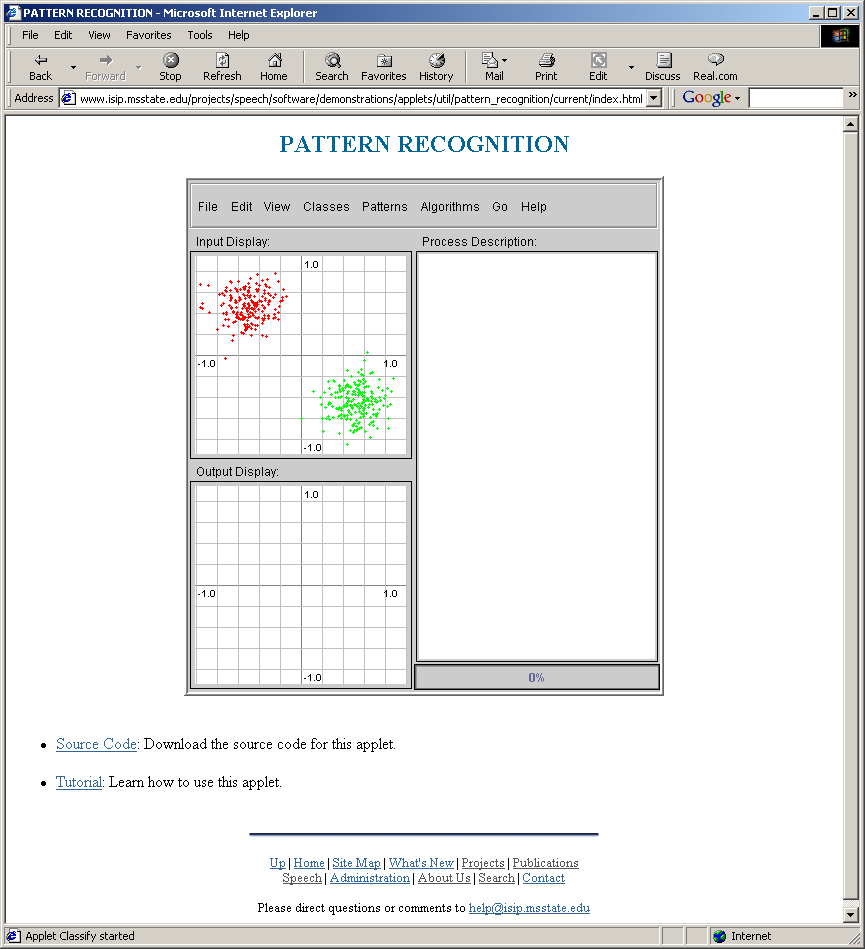 PATTERN RECOGNITION - Microsoft Internet Explorer
File Edit View Favorites Tools Help
Back Forward Stop Refresh Home Search Favorites History Mail Print Edit Discuss Real.com
Address www.isip.msstate.edu/projects/speech/software/demonstrations/applets/util/pattern_recognition/current/index.html Google »
PATTERN RECOGNITION
File Edit View Classes Patterns Algorithms Go Help
Input Display: Process Description:
1.0
-1.0 1.0
-1.0
Output Display:
1.0
-1.0 1.0
-1.0
0%
• Source Code: Download the source code for this applet.
• Tutorial: Learn how to use this applet.
Up | Home | Site Map | What's New | Projects | Publications
Speech | Administration | About Us | Search | Contact
Please direct questions or comments to help@isip.msstate.edu
Applet Classify started Internet